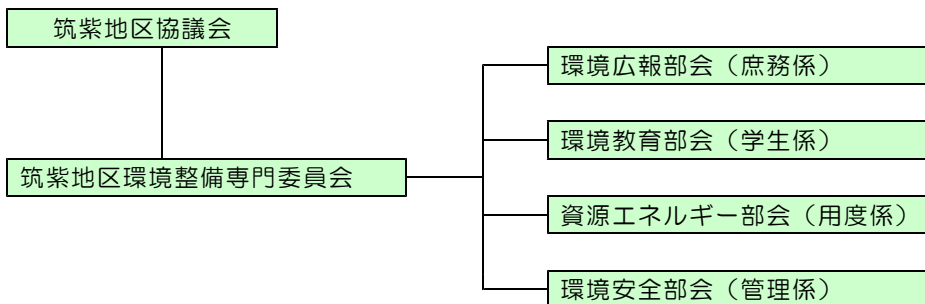 筑紫地区協議会
環境広報部会（庶務係）
環境教育部会（学生係）
筑紫地区環境整備専門委員会
資源エネルギー部会（用度係）
環境安全部会（管理係）